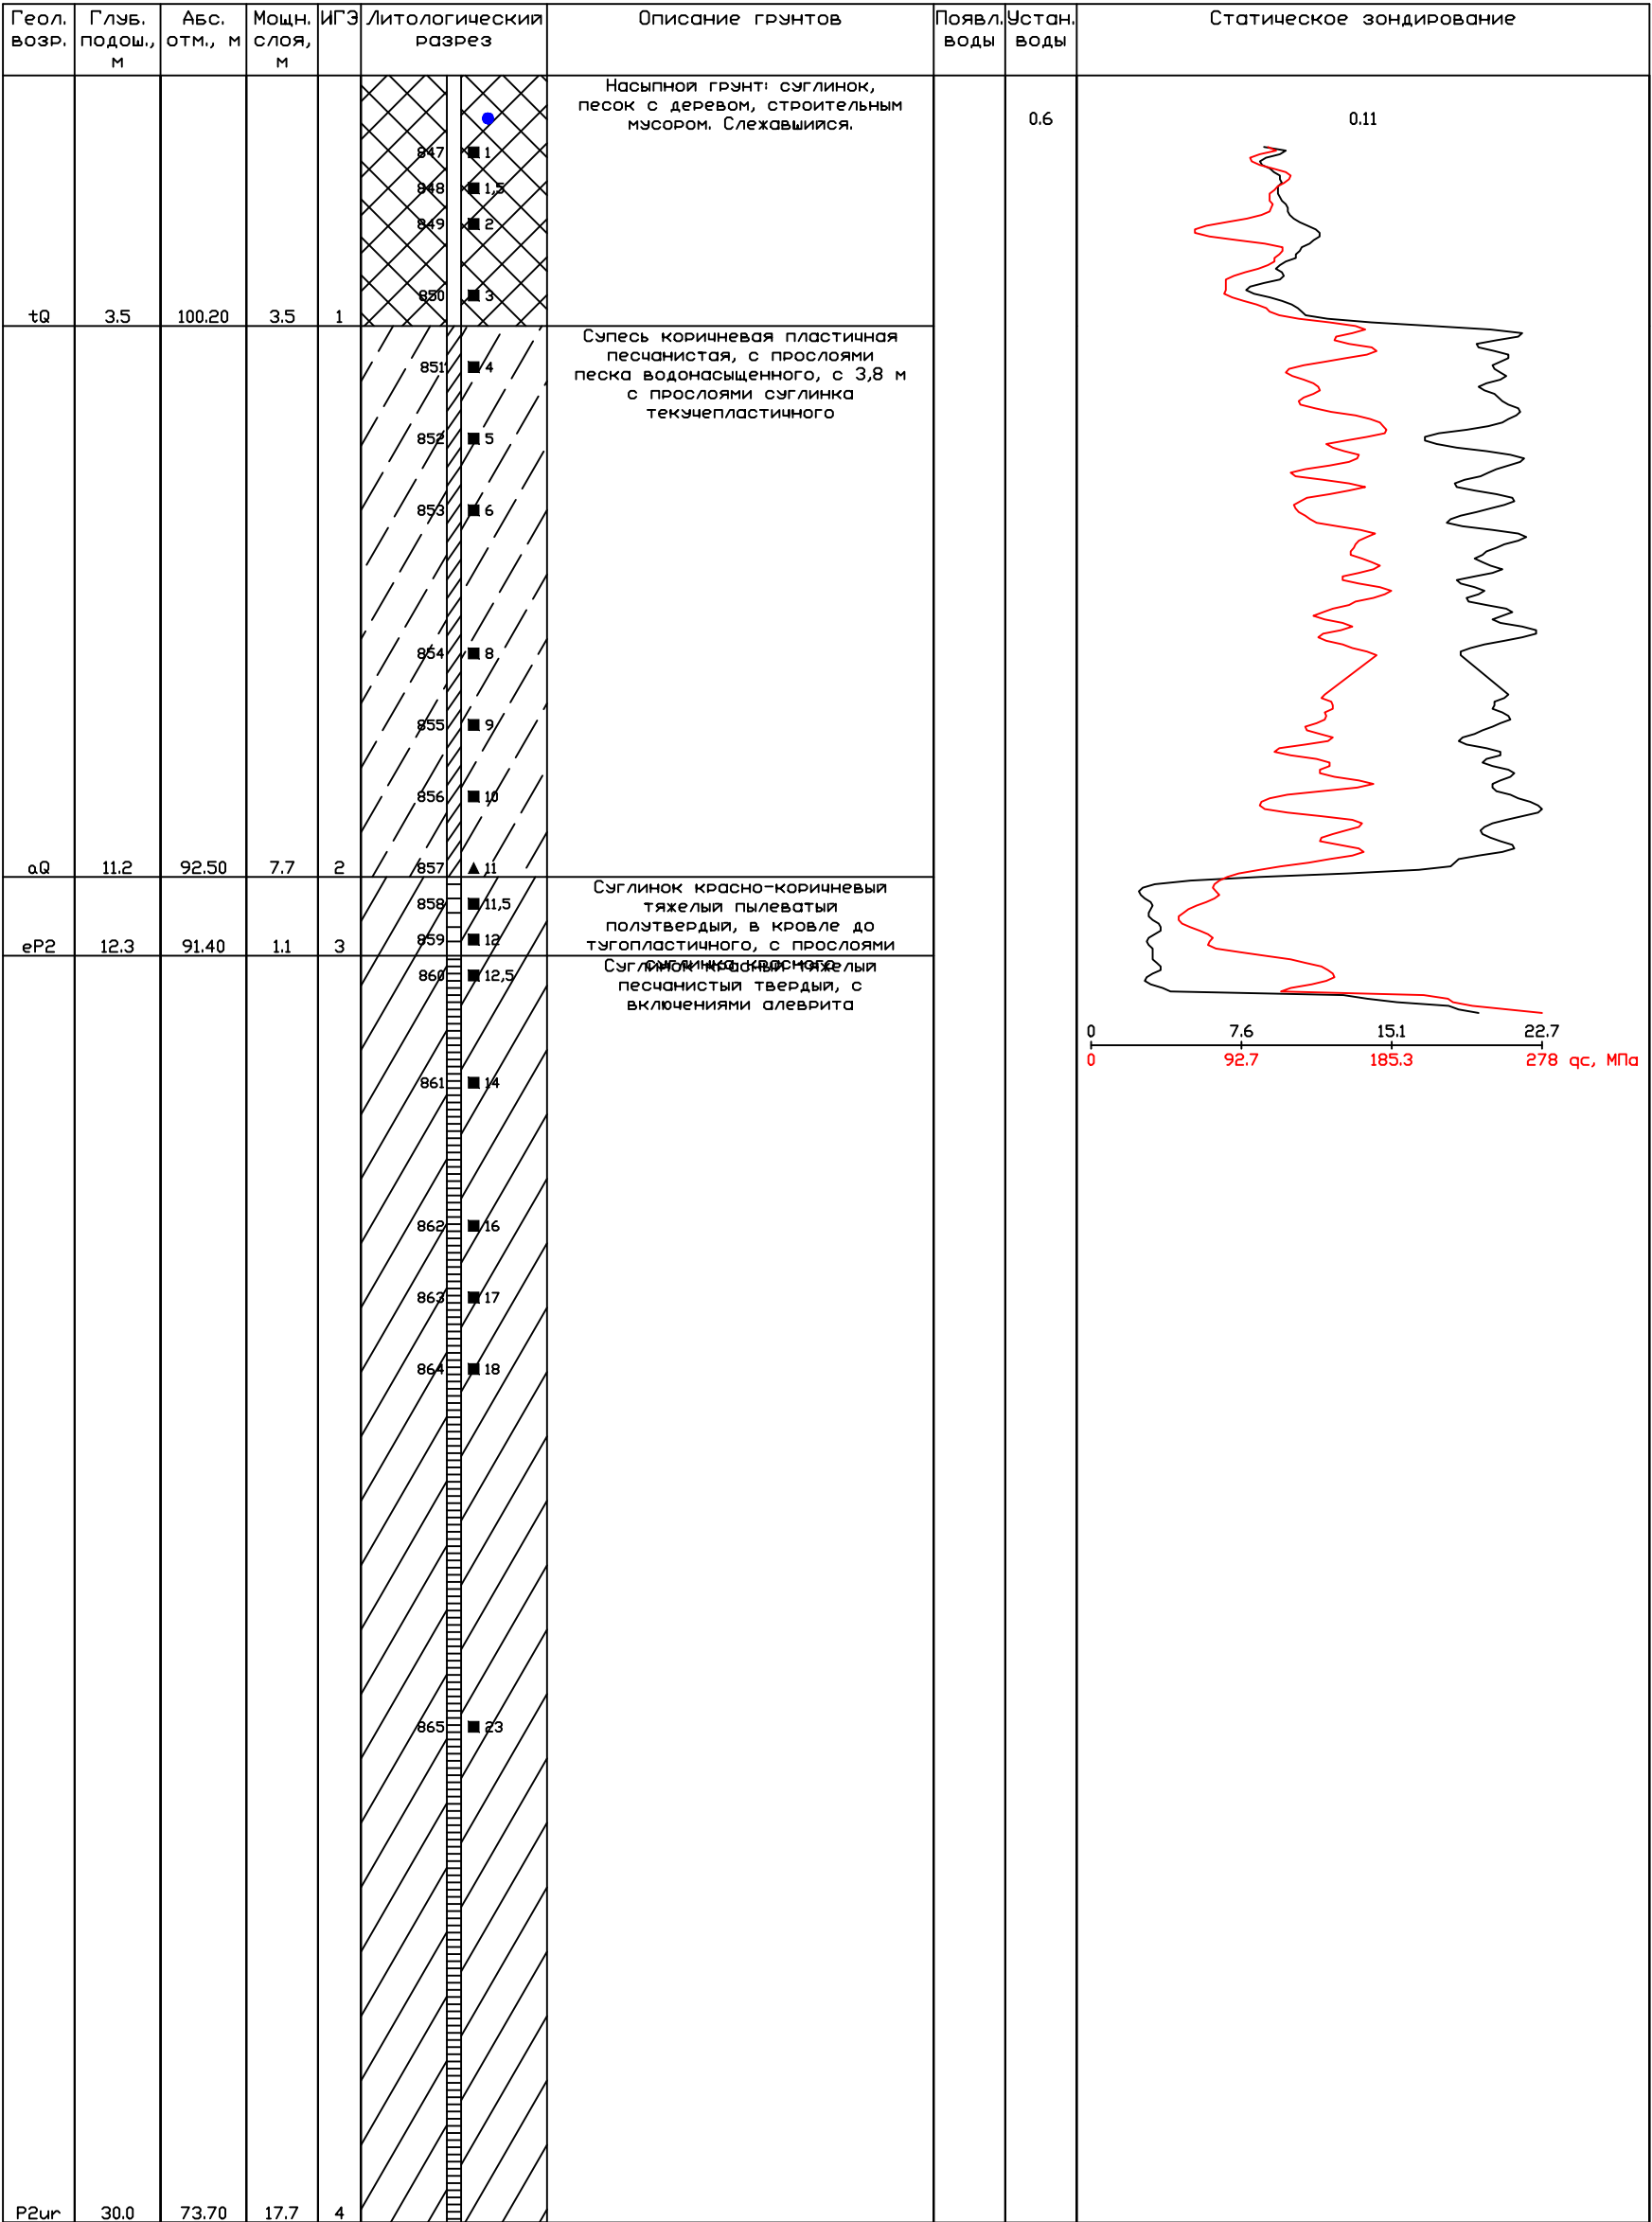 Геол. возр.
Глуб. подош., м
Абс. отм., м
Мощн. слоя, м
ИГЭ
Литологический разрез
Описание грунтов
Появл. воды
Устан. воды
Статическое зондирование
Насыпной грунт: суглинок,
песок с деревом, строительным
мусором. Слежавшийся.
0.6
0.11
847 1
848 1,5
849 2
850 3
tQ 3.5 100.20 3.5 1
Супесь коричневая пластичная
песчанистая, с прослоями
песка водонасыщенного, с 3,8 м
с прослоями суглинка
текучепластичного
851 4
852 5
853 6
854 8
855 9
856 10
857 11
aQ 11.2 92.50 7.7 2
Суглинок красно-коричневый
тяжелый пылеватый
полутвердый, в кровле до
тугопластичного, с прослоями
суглинка красного
858 11,5
859 12
eP2 12.3 91.40 1.1 3
Суглинок красный тяжелый
песчанистый твердый, с
включениями алеврита
860 12,5
0 7.6 15.1 22.7
0 92.7 185.3 278 qc, МПа
861 14
862 16
863 17
864 18
865 23
P2ur 30.0 73.70 17.7 4